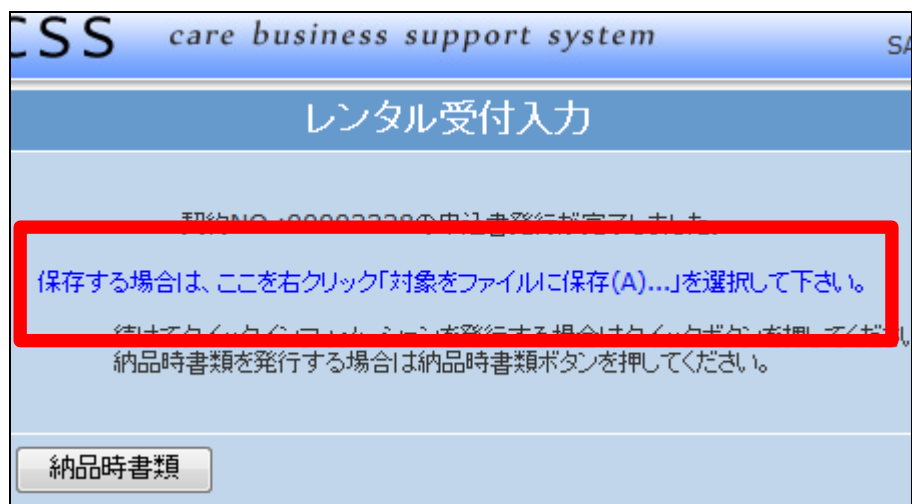 CSS care business support system SA
レンタル受付入力
保存する場合は、ここを右クリック「対象をファイルに保存(A)...」を選択して下さい。
納品時書類を発行する場合は納品時書類ボタンを押してください。
納品時書類